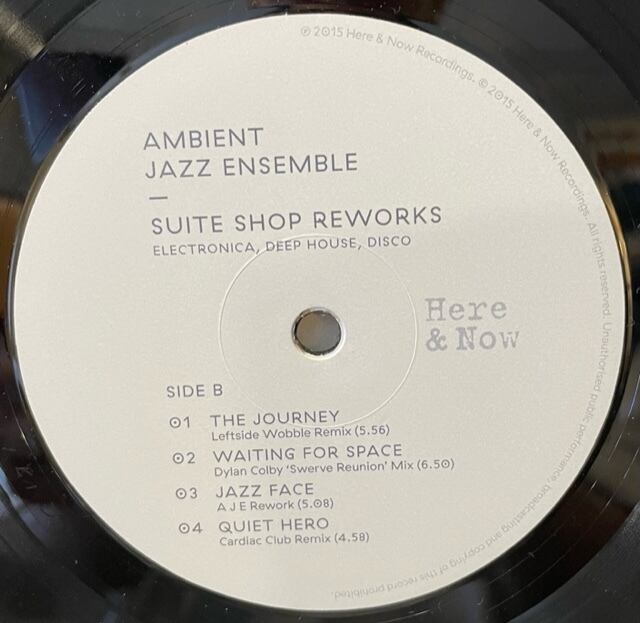 ℗ 2015 Here & Now Recordings. © 2015 Here & Now Recordings. All rights reserved. Unauthorised public performance, broadcasting and copying of this record prohibited.
AMBIENT
JAZZ ENSEMBLE
—
SUITE SHOP REWORKS
ELECTRONICA, DEEP HOUSE, DISCO
Here
& Now
SIDE B
01 THE JOURNEY
Leftside Wobble Remix (5.56)
02 WAITING FOR SPACE
Dylan Colby ‘Swerve Reunion’ Mix (6.50)
03 JAZZ FACE
A J E Rework (5.08)
04 QUIET HERO
Cardiac Club Remix (4.58)